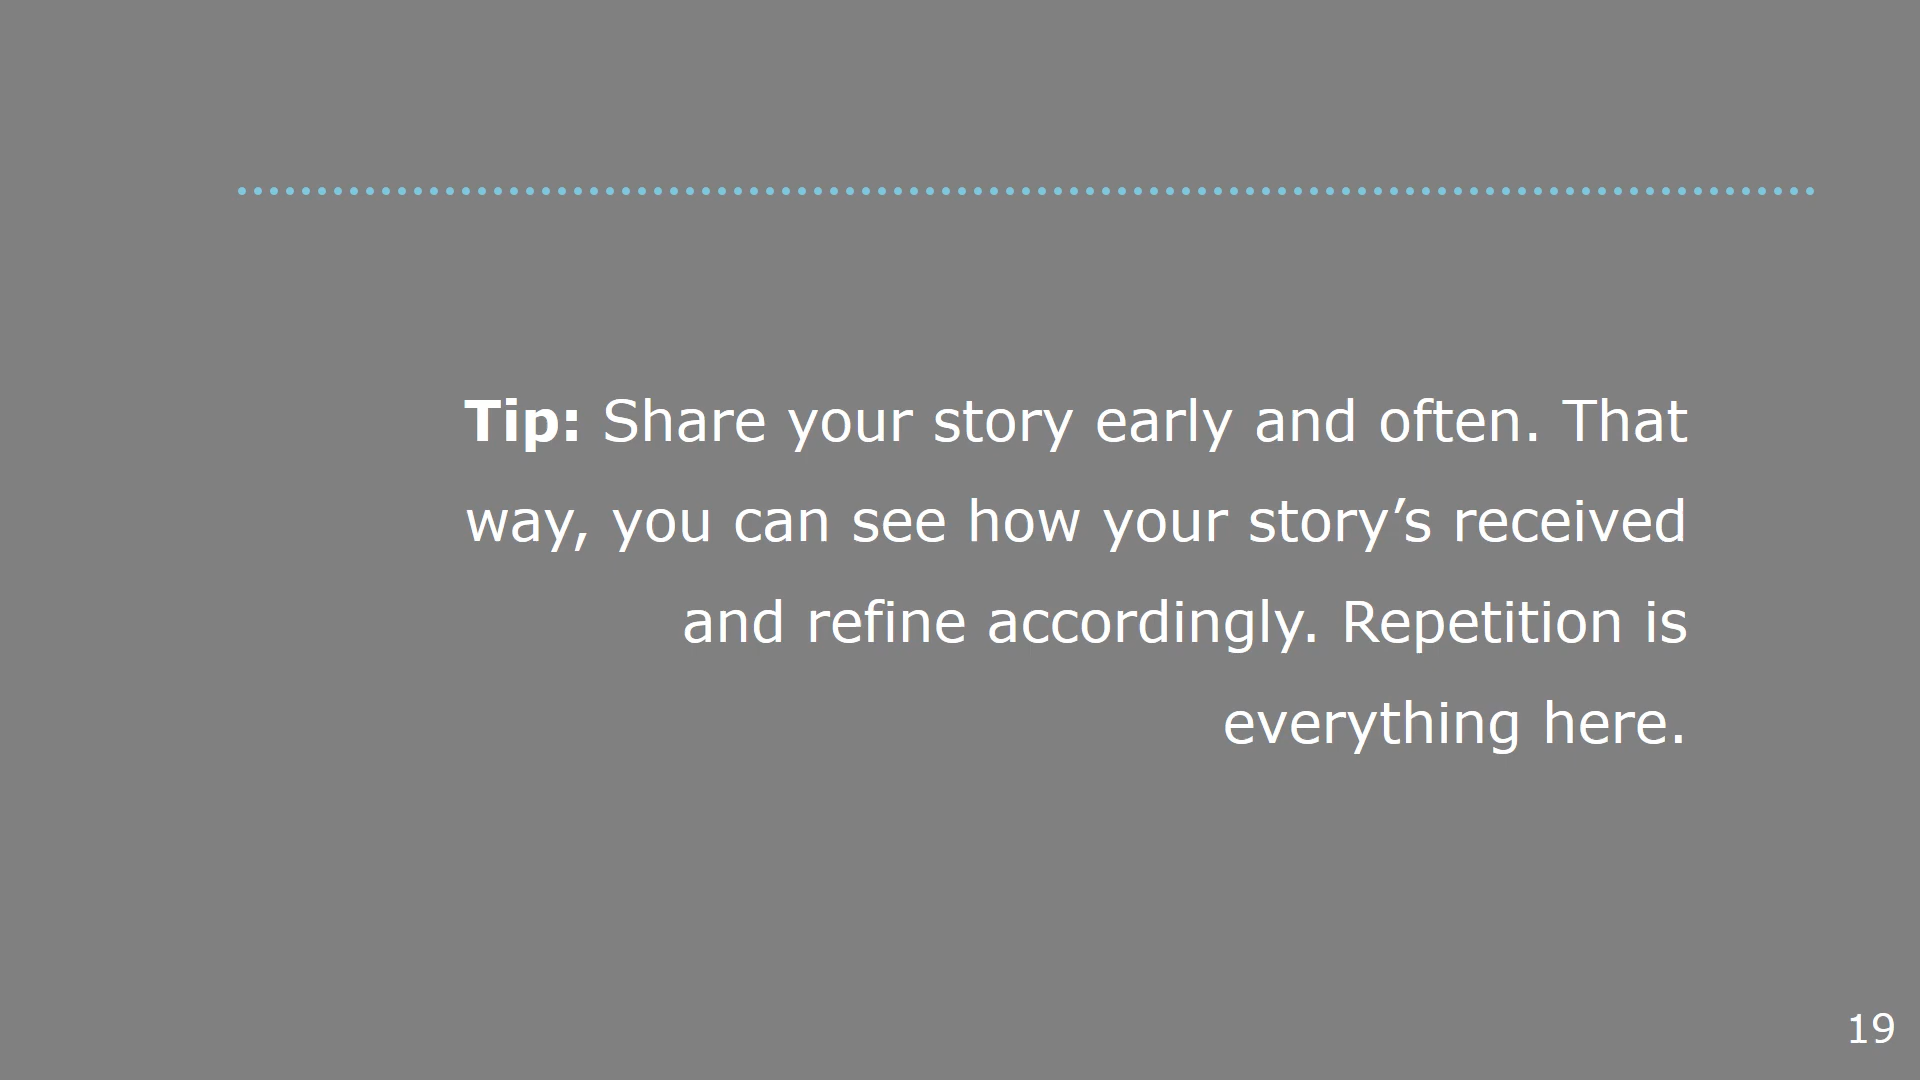 Tip: Share your story early and often. That
way, you can see how your story’s received
and refine accordingly. Repetition is
everything here.
19